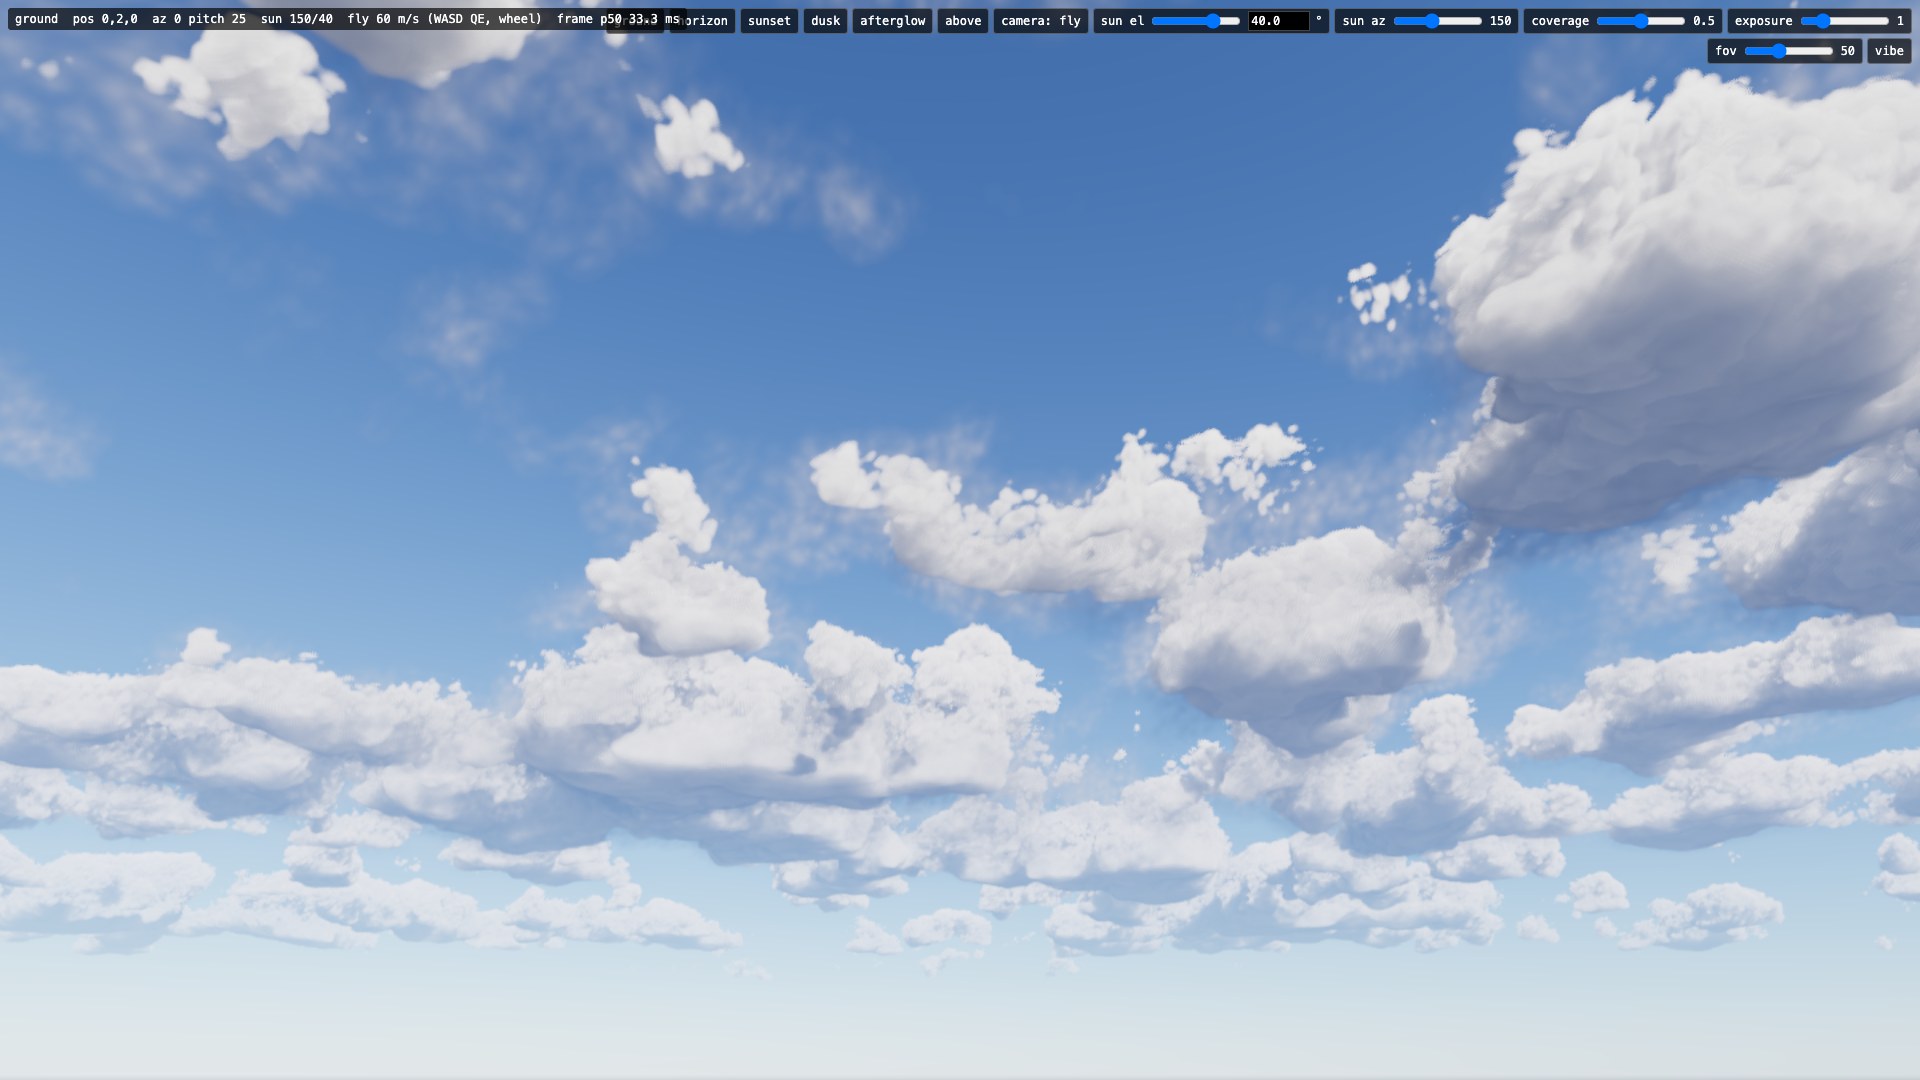 ground pos 0,2,0 az 0 pitch 25 sun 150/40 fly 60 m/s (WASD QE, wheel) frame p50 33.3 ms
sunset dusk afterglow above camera: fly sun el 40.0 ° sun az 150 coverage 0.5 exposure 1
fov 50 vibe